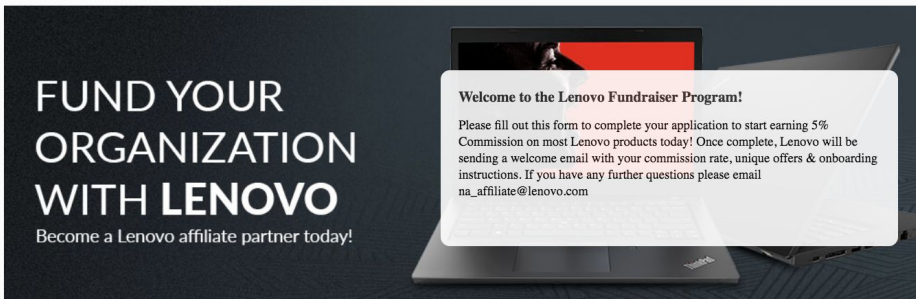 FUND YOUR
ORGANIZATION
WITH LENOVO
Become a Lenovo affiliate partner today!
Welcome to the Lenovo Fundraiser Program!
Please fill out this form to complete your application to start earning 5%
Commission on most Lenovo products today! Once complete, Lenovo will be
sending a welcome email with your commission rate, unique offers & onboarding
instructions. If you have any further questions please email
na_affiliate@lenovo.com
ThinkPad